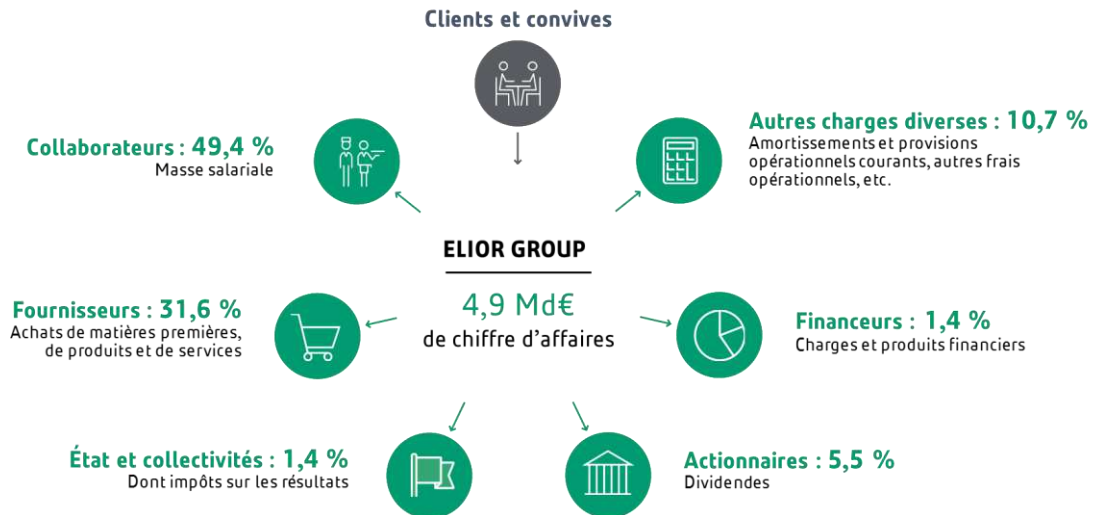 Clients et convives
Collaborateurs : 49,4 %
Masse salariale
Autres charges diverses : 10,7 %
Amortissements et provisions
opérationnels courants, autres frais
opérationnels, etc.
ELIOR GROUP
4,9 Md€
de chiffre d’affaires
Fournisseurs : 31,6 %
Achats de matières premières,
de produits et de services
Financeurs : 1,4 %
Charges et produits financiers
État et collectivités : 1,4 %
Dont impôts sur les résultats
Actionnaires : 5,5 %
Dividendes